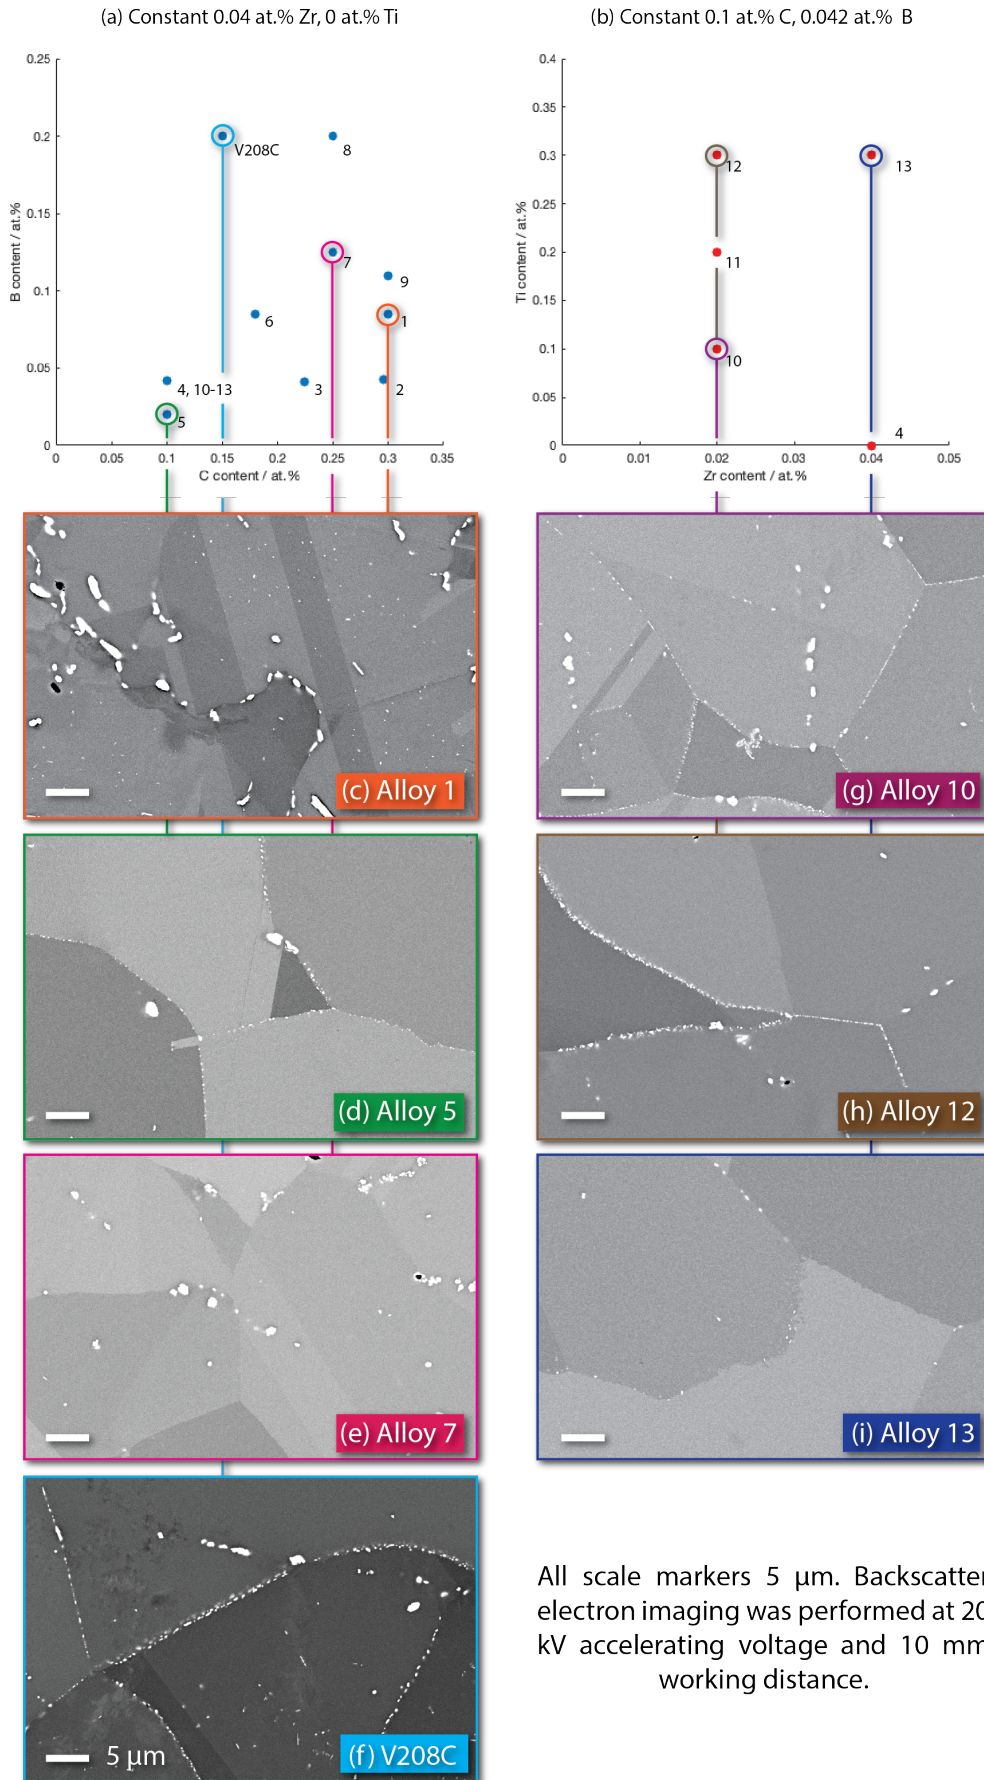 (a) Constant 0.04 at.% Zr, 0 at.% Ti
0.25
0.2
0.15
0.1
0.05
0
B content / at.%
V208C
8
7
9
6
1
4, 10-13
3
2
5
0
0.05
0.1
0.15
0.2
0.25
0.3
0.35
C content / at.%
(b) Constant 0.1 at.% C, 0.042 at.% B
0.4
0.35
0.3
0.25
0.2
0.15
0.1
0.05
0
Ti content / at.%
12
13
11
10
4
0
0.01
0.02
0.03
0.04
0.05
Zr content / at.%
(c) Alloy 1
(d) Alloy 5
(e) Alloy 7
5 µm
(f) V208C
(g) Alloy 10
(h) Alloy 12
(i) Alloy 13
All scale markers 5 µm. Backscatter
electron imaging was performed at 20
kV accelerating voltage and 10 mm
working distance.